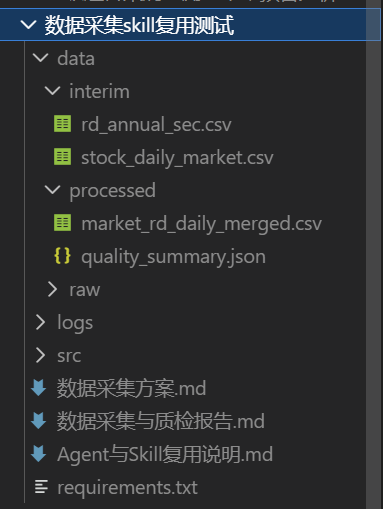 数据采集skill复用测试
data
interim
rd_annual_sec.csv
stock_daily_market.csv
processed
market_rd_daily_merged.csv
quality_summary.json
raw
logs
src
数据采集方案.md
数据采集与质检报告.md
Agent与Skill复用说明.md
requirements.txt